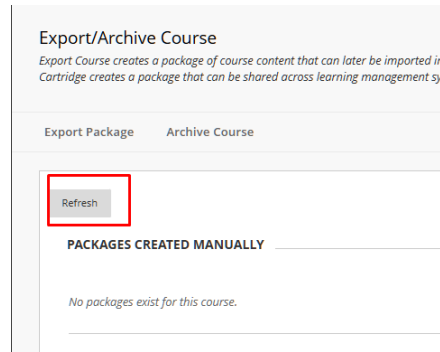 Export/Archive Course
Export Course creates a package of course content that can later be imported in
Cartridge creates a package that can be shared across learning management sy
Export Package Archive Course
Refresh
PACKAGES CREATED MANUALLY
No packages exist for this course.